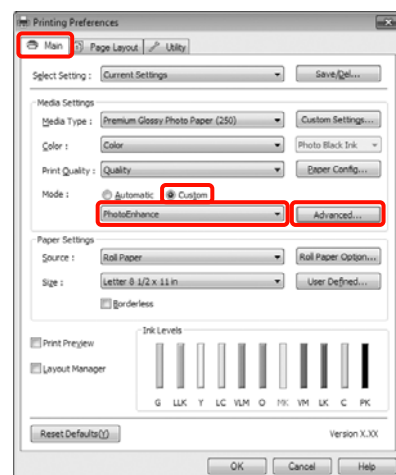 Printing Preferences
Main Page Layout Utility
Select Setting : Current Settings Save/Del...
Media Settings
Media Type : Premium Glossy Photo Paper (250) Custom Settings...
Color : Color Photo Black Ink
Print Quality : Quality Paper Config...
Mode : Automatic Custom
PhotoEnhance Advanced...
Paper Settings
Source : Roll Paper Roll Paper Option...
Size : Letter 8 1/2 x 11 in User Defined...
Borderless
Ink Levels
Print Preview
Layout Manager
G LLK Y LC VLM O MK VM LK C PK
Reset Defaults(Y) Version X.XX
OK Cancel Help